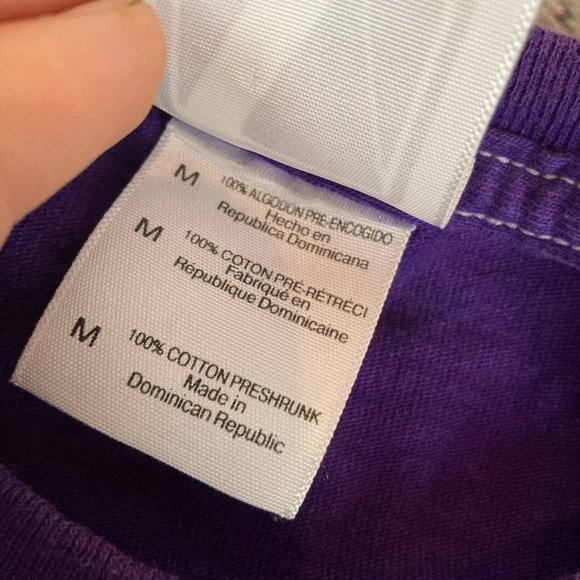 M 100% ALGODON PRE-ENCOGIDO
Hecho en
Republica Dominicana
M 100% COTON PRÉ-RÉTRÉCI
Fabriqué en
Republique Dominicaine
M 100% COTTON PRESHRUNK
Made in
Dominican Republic